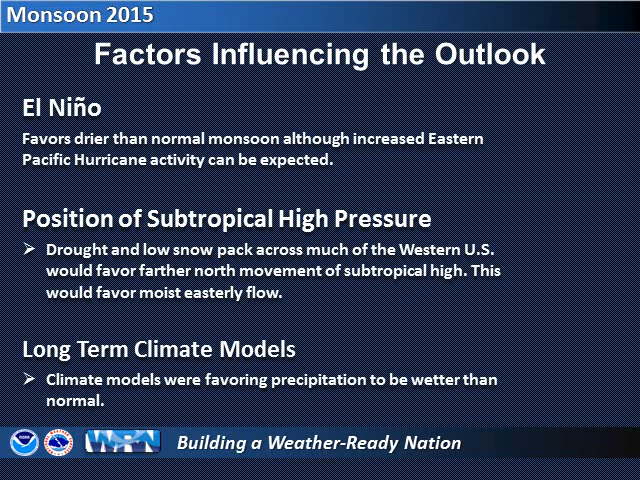 Monsoon 2015
Factors Influencing the Outlook
El Niño
Favors drier than normal monsoon although increased Eastern
Pacific Hurricane activity can be expected.
Position of Subtropical High Pressure
➢ Drought and low snow pack across much of the Western U.S.
would favor farther north movement of subtropical high. This
would favor moist easterly flow.
Long Term Climate Models
➢ Climate models were favoring precipitation to be wetter than
normal.
WRN
Building a Weather-Ready Nation